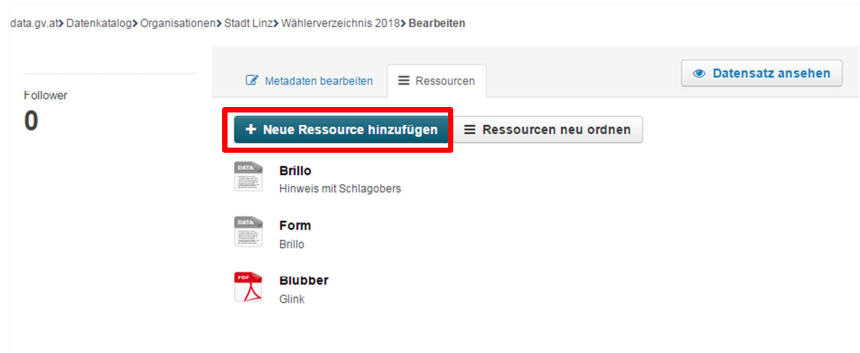 data.gv.at> Datenkatalog> Organisationen> Stadt Linz> Wählerverzeichnis 2018> Bearbeiten
Follower
0
Metadaten bearbeiten
Ressourcen
Datensatz ansehen
+ Neue Ressource hinzufügen
Ressourcen neu ordnen
DATA
Brillo
Hinweis mit Schlagobers
DATA
Form
Brillo
PDF
Blubber
Glink